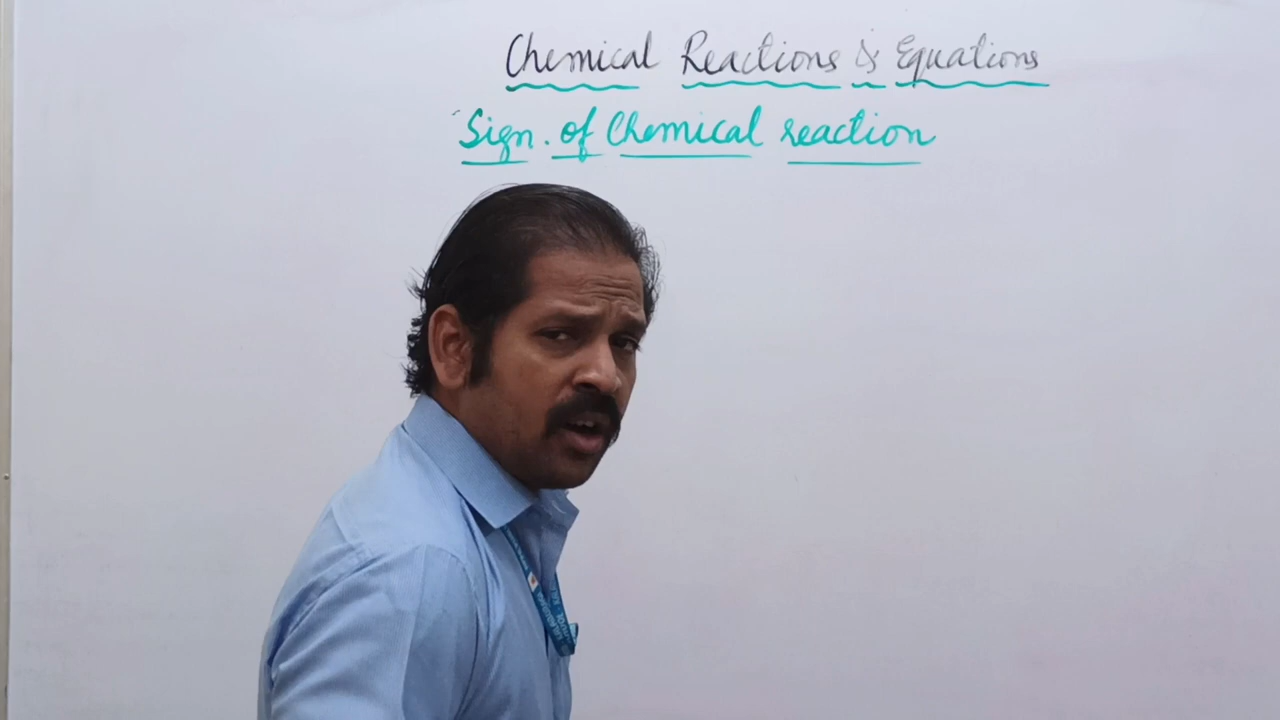 Chemical Reactions & Equations
Sign. of Chemical reaction